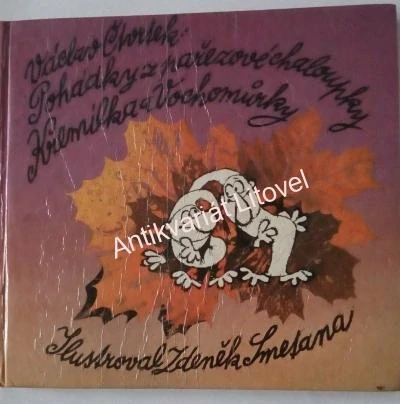 Václav Čtvrtek:
Pohádky z pařezové chaloupky
Křemílka a Vochomůrky
Antikvariát Litovel
Ilustroval Zdeněk Smetana